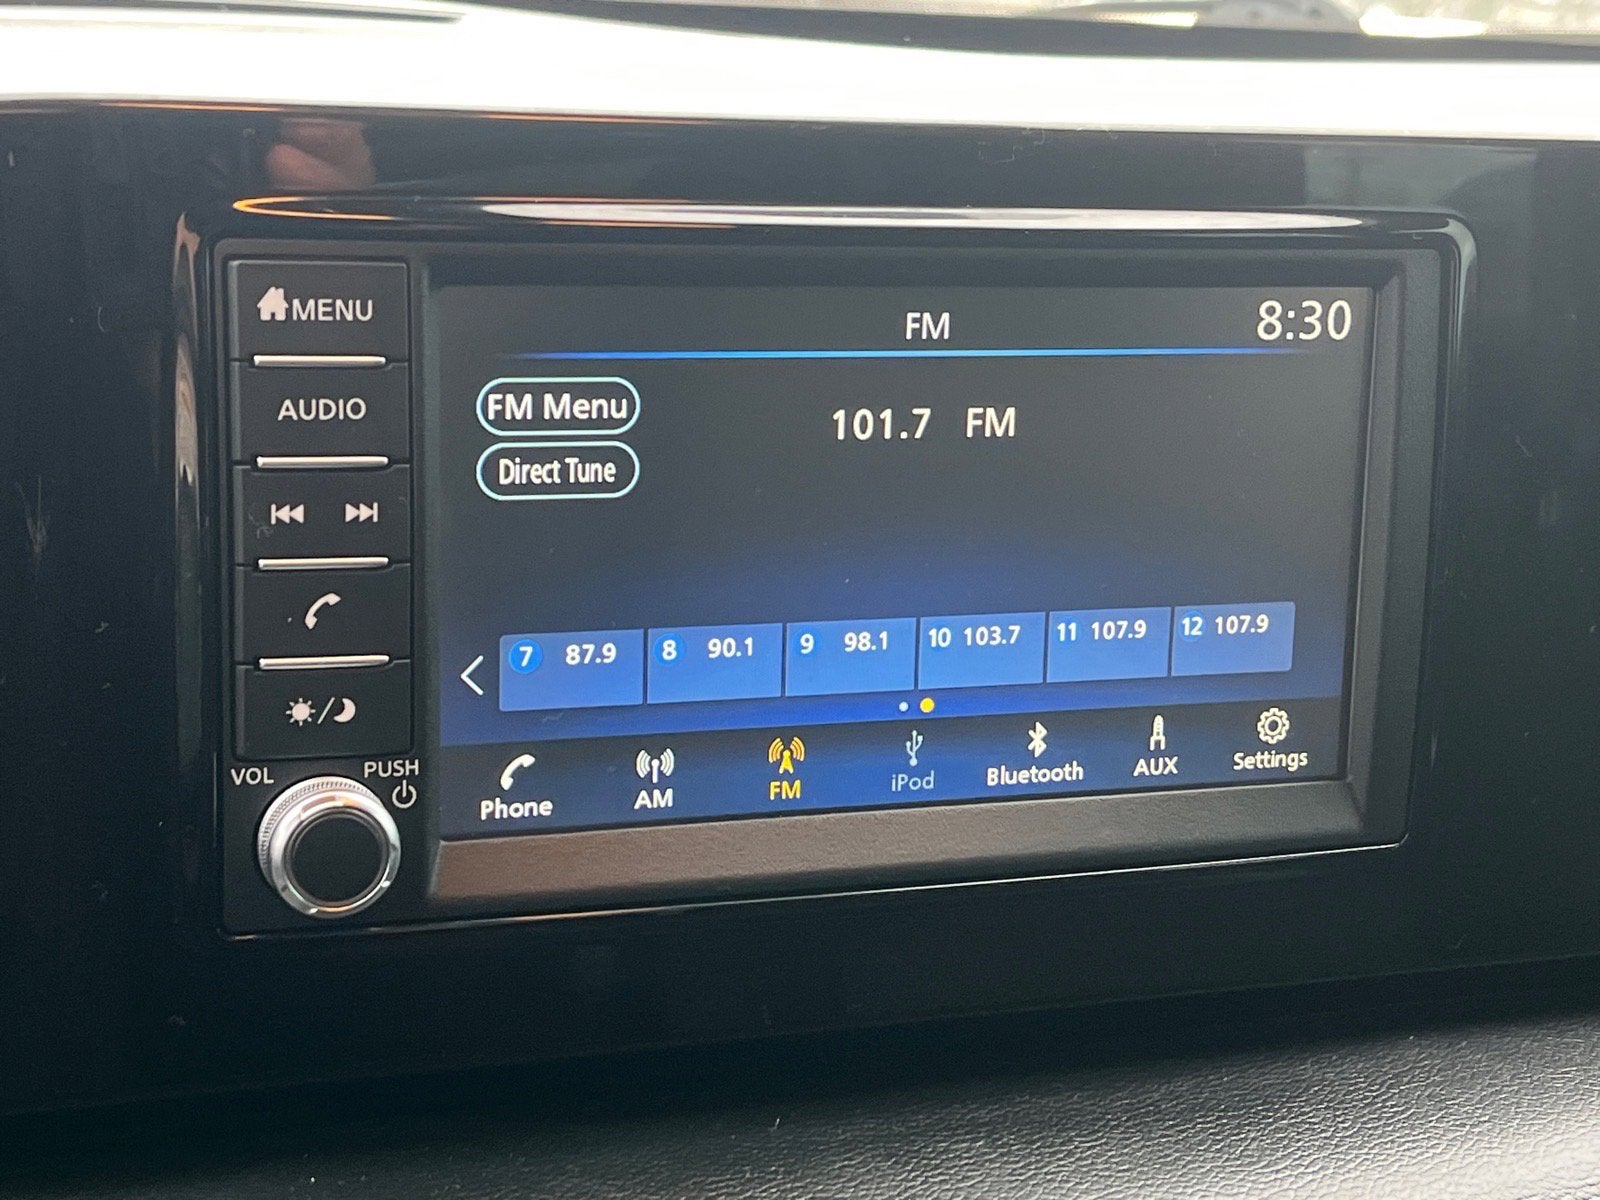 MENU
AUDIO
VOL PUSH
FM 8:30
FM Menu
101.7 FM
Direct Tune
7 87.9 8 90.1 9 98.1 10 103.7 11 107.9 12 107.9
Phone AM FM iPod Bluetooth AUX Settings